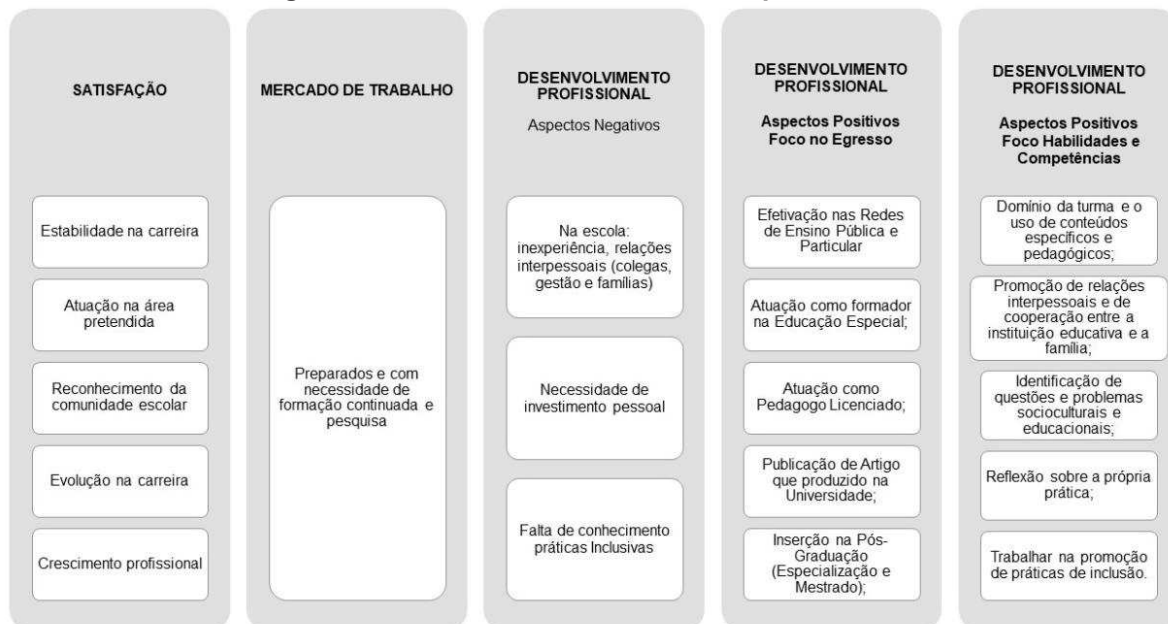 SATISFAÇÃO
Estabilidade na carreira
Atuação na área
pretendida
Reconhecimento da
comunidade escolar
Evolução na carreira
Crescimento profissional
MERCADO DE TRABALHO
Preparados e com
necessidade de
formação continuada e
pesquisa
DESENVOLVIMENTO
PROFISSIONAL
Aspectos Negativos
Na escola:
inexperiência, relações
interpessoais (colegas,
gestão e famílias)
Necessidade de
investimento pessoal
Falta de conhecimento
práticas Inclusivas
DESENVOLVIMENTO
PROFISSIONAL
Aspectos Positivos
Foco no Egresso
Efetivação nas Redes
de Ensino Pública e
Particular
Atuação como formador
na Educação Especial;
Atuação como
Pedagogo Licenciado;
Publicação de Artigo
que produzido na
Universidade;
Inserção na Pós-
Graduação
(Especialização e
Mestrado);
DESENVOLVIMENTO
PROFISSIONAL
Aspectos Positivos
Foco Habilidades e
Competências
Domínio da turma e o
uso de conteúdos
específicos e
pedagógicos;
Promoção de relações
interpessoais e de
cooperação entre a
instituição educativa e a
família;
Identificação de
questões e problemas
socioculturais e
educacionais;
Reflexão sobre a própria
prática;
Trabalhar na promoção
de práticas de inclusão.